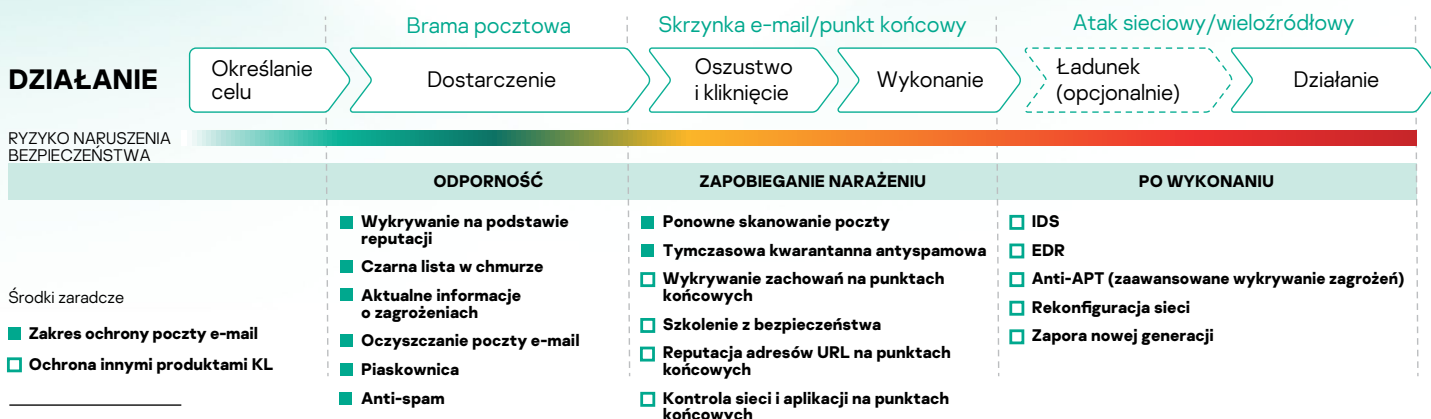 Brama pocztowa
Skrzynka e-mail/punkt końcowy
Atak sieciowy/wieloźródłowy
DZIAŁANIE
Określanie
celu
Dostarczenie
Oszustwo
i kliknięcie
Wykonanie
Ładunek
(opcjonalnie)
Działanie
RYZYKO NARUSZENIA
BEZPIECZEŃSTWA
ODPORNOŚĆ
ZAPOBIEGANIE NARAŻENIU
PO WYKONANIU
Wykrywanie na podstawie
reputacji
Czarna lista w chmurze
Aktualne informacje
o zagrożeniach
Oczyszczanie poczty e-mail
Piaskownica
Anti-spam
Ponowne skanowanie poczty
Tymczasowa kwarantanna antyspamowa
Wykrywanie zachowań na punktach
końcowych
Szkolenie z bezpieczeństwa
Reputacja adresów URL na punktach
końcowych
Kontrola sieci i aplikacji na punktach
końcowych
IDS
EDR
Anti-APT (zaawansowane wykrywanie zagrożeń)
Rekonfiguracja sieci
Zapora nowej generacji
Środki zaradcze
Zakres ochrony poczty e-mail
Ochrona innymi produktami KL